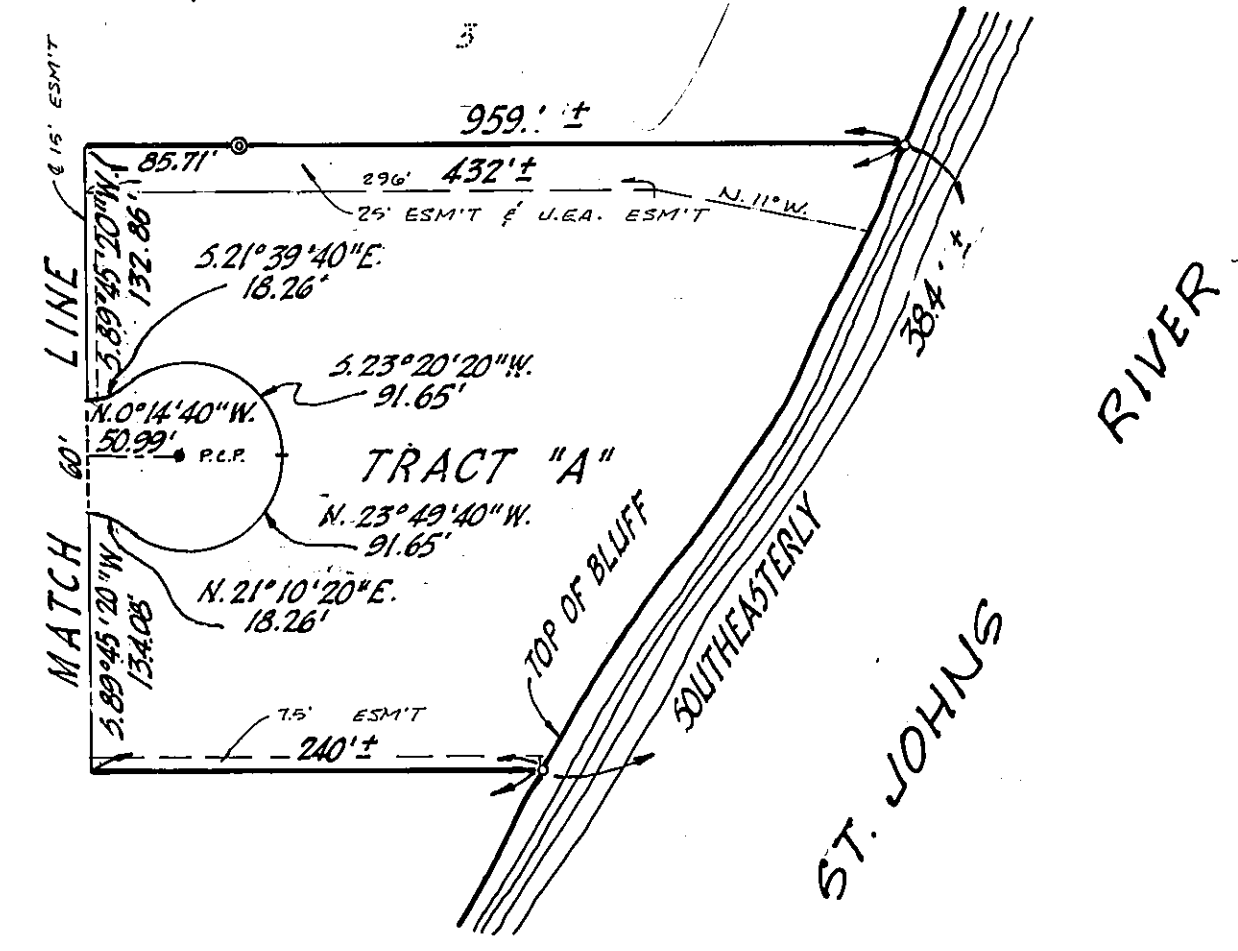 5
℄ 15' ESM'T
959.' ±
85.71'
432' ±
296'
N. 11° W.
25' ESM'T & J.E.A. ESM'T
S.89°45'20"W.
132.86'
S.21°39'40"E.
18.26'
384.' ±
RIVER
MATCH LINE
60'
S.23°20'20"W.
91.65'
N.0°14'40"W.
50.99'
P.C.P.
TRACT "A"
N.23°49'40"W.
91.65'
TOP OF BLUFF
SOUTHEASTERLY
N.21°10'20"E.
18.26'
S.89°45'20"W
134.08'
7.5' ESM'T
240' ±
ST. JOHNS